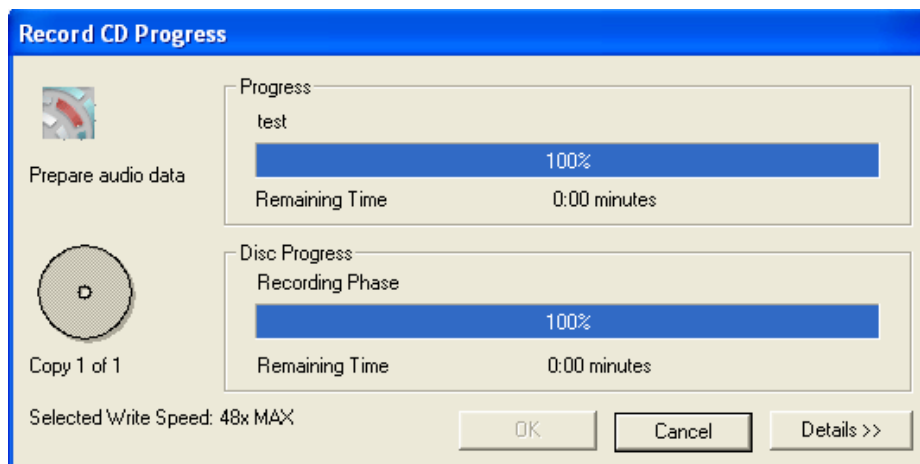 Record CD Progress
Progress
test
100%
Prepare audio data
Remaining Time 0:00 minutes
Disc Progress
Recording Phase
100%
Copy 1 of 1
Remaining Time 0:00 minutes
Selected Write Speed: 48x MAX
OK
Cancel
Details >>